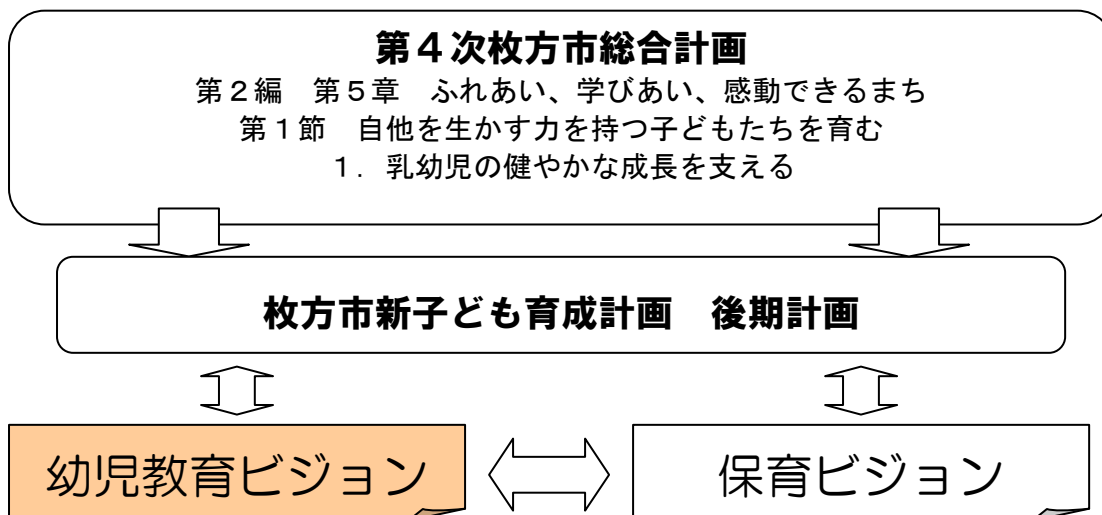 第４次枚方市総合計画
第２編　第５章　ふれあい、学びあい、感動できるまち
第１節　自他を生かす力を持つ子どもたちを育む
１．乳幼児の健やかな成長を支える
枚方市新子ども育成計画　後期計画
幼児教育ビジョン
保育ビジョン